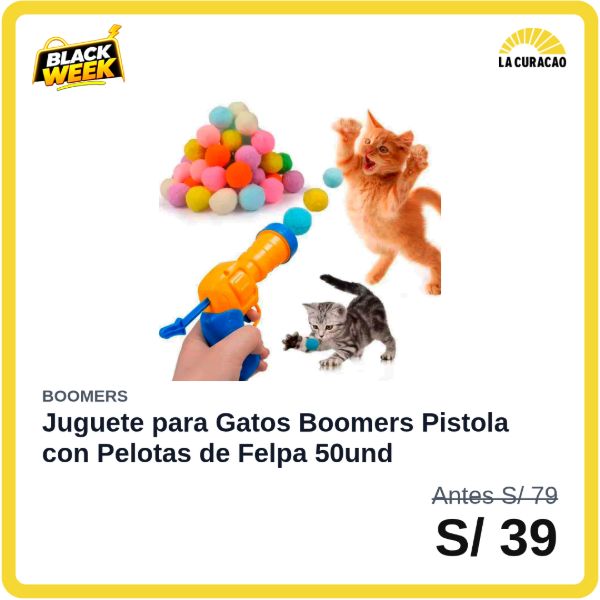 BLACK
WEEK
LA CURACAO
BOOMERS
Juguete para Gatos Boomers Pistola
con Pelotas de Felpa 50und
Antes S/ 79
S/ 39